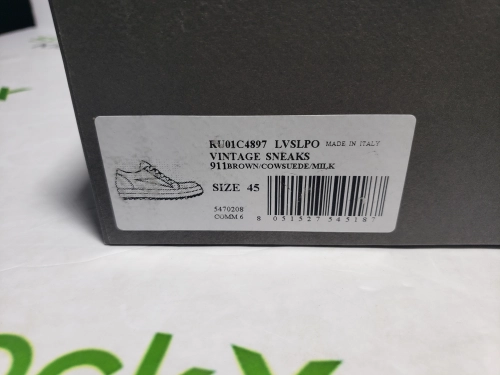 RU01C4897 LVSLPO MADE IN ITALY
VINTAGE SNEAKS
911BROWN/COWSUEDE/MILK
SIZE 45
5470208
COMM 6
8 051527 545187